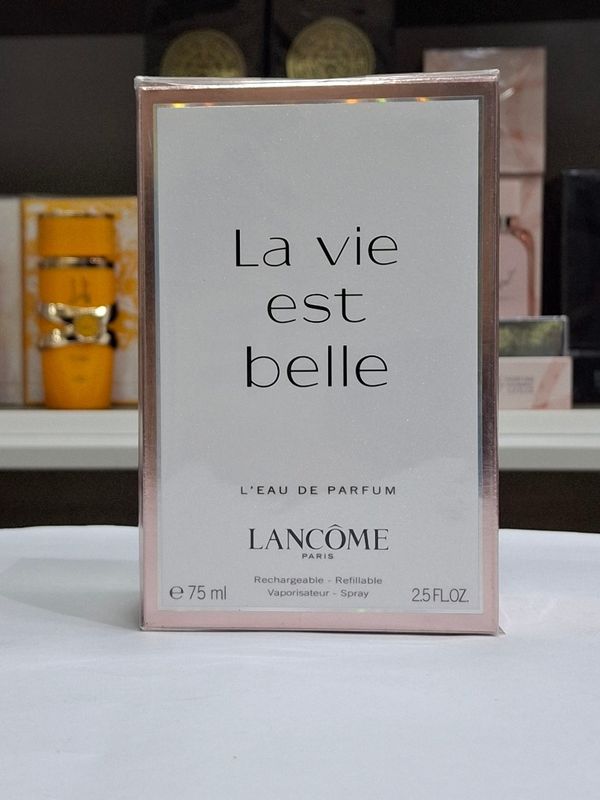 La vie
est
belle
L'EAU DE PARFUM
LANCÔME
PARIS
Rechargeable - Refillable
Vaporisateur - Spray
℮ 75 ml
2.5 FL.OZ.